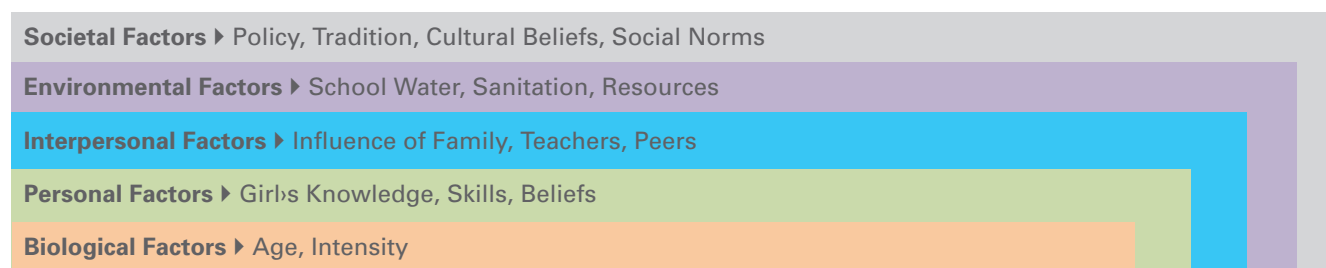 Societal Factors ▸ Policy, Tradition, Cultural Beliefs, Social Norms
Environmental Factors ▸ School Water, Sanitation, Resources
Interpersonal Factors ▸ Influence of Family, Teachers, Peers
Personal Factors ▸ Girl›s Knowledge, Skills, Beliefs
Biological Factors ▸ Age, Intensity